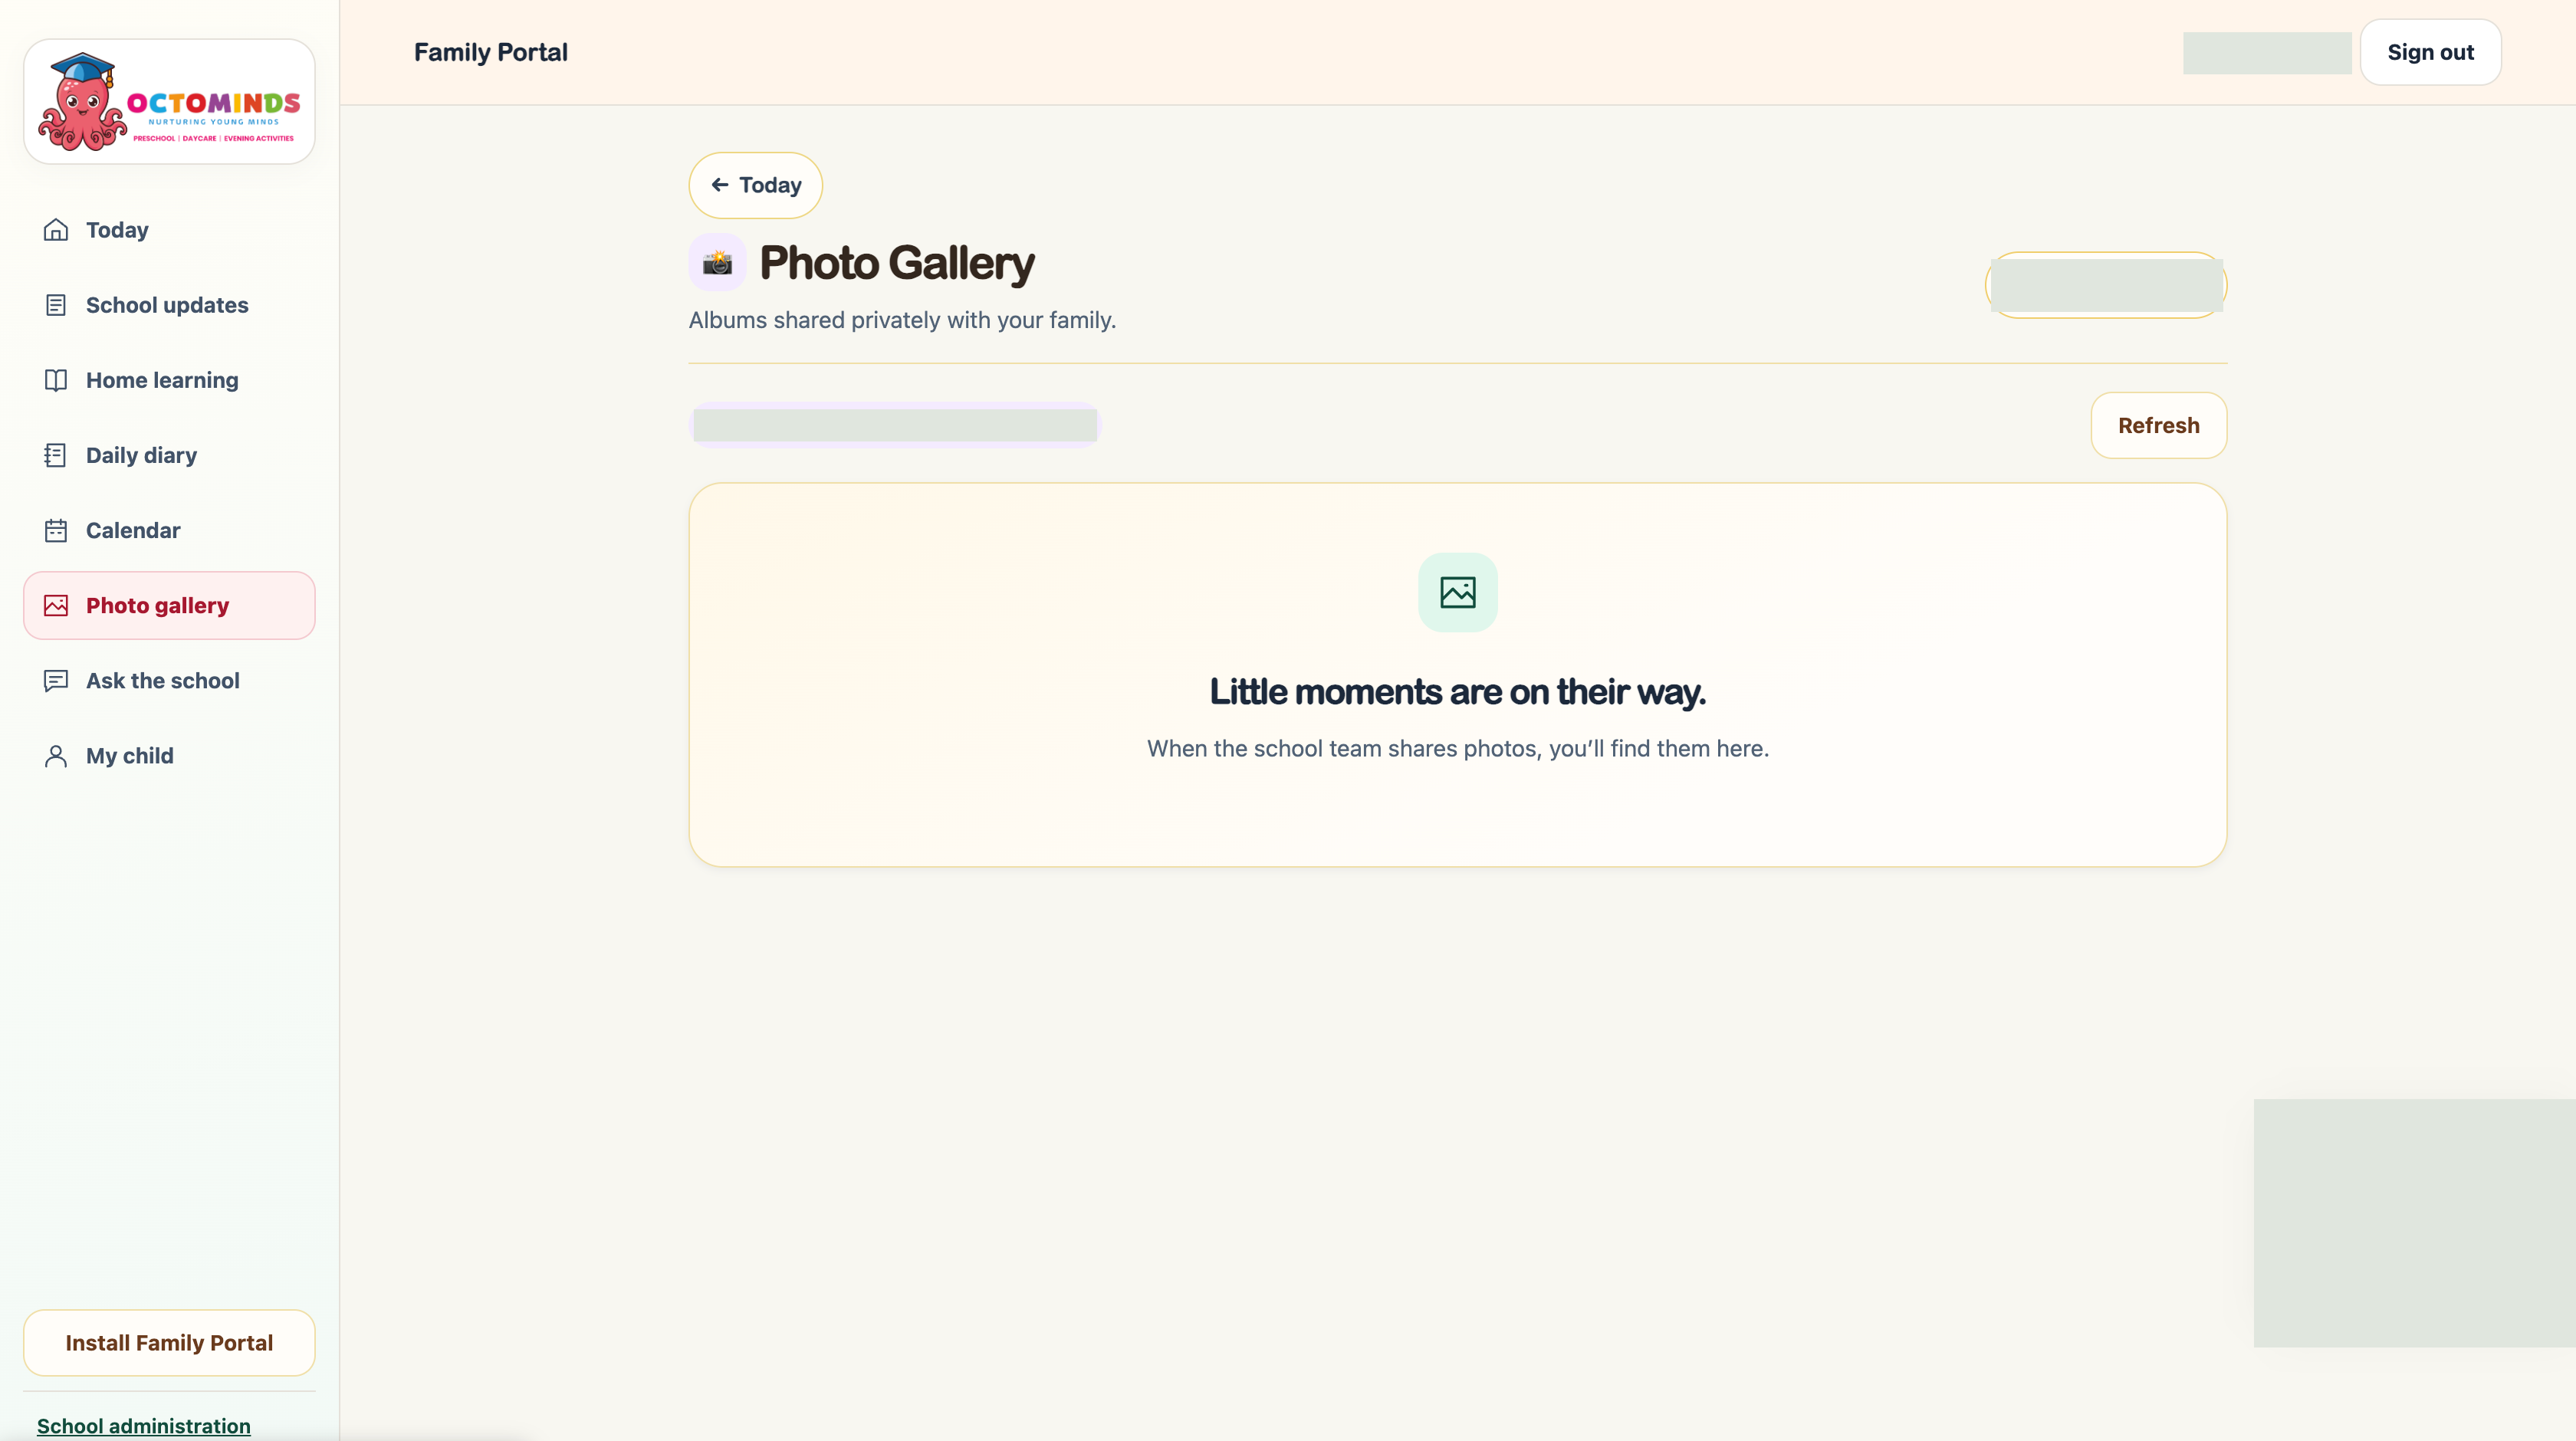 OCTOMINDS
NURTURING YOUNG MINDS
PRESCHOOL | DAYCARE | EVENING ACTIVITIES
Today
School updates
Home learning
Daily diary
Calendar
Photo gallery
Ask the school
My child
Install Family Portal
School administration
Family Portal
Sign out
← Today
Photo Gallery
Albums shared privately with your family.
Refresh
Little moments are on their way.
When the school team shares photos, you’ll find them here.